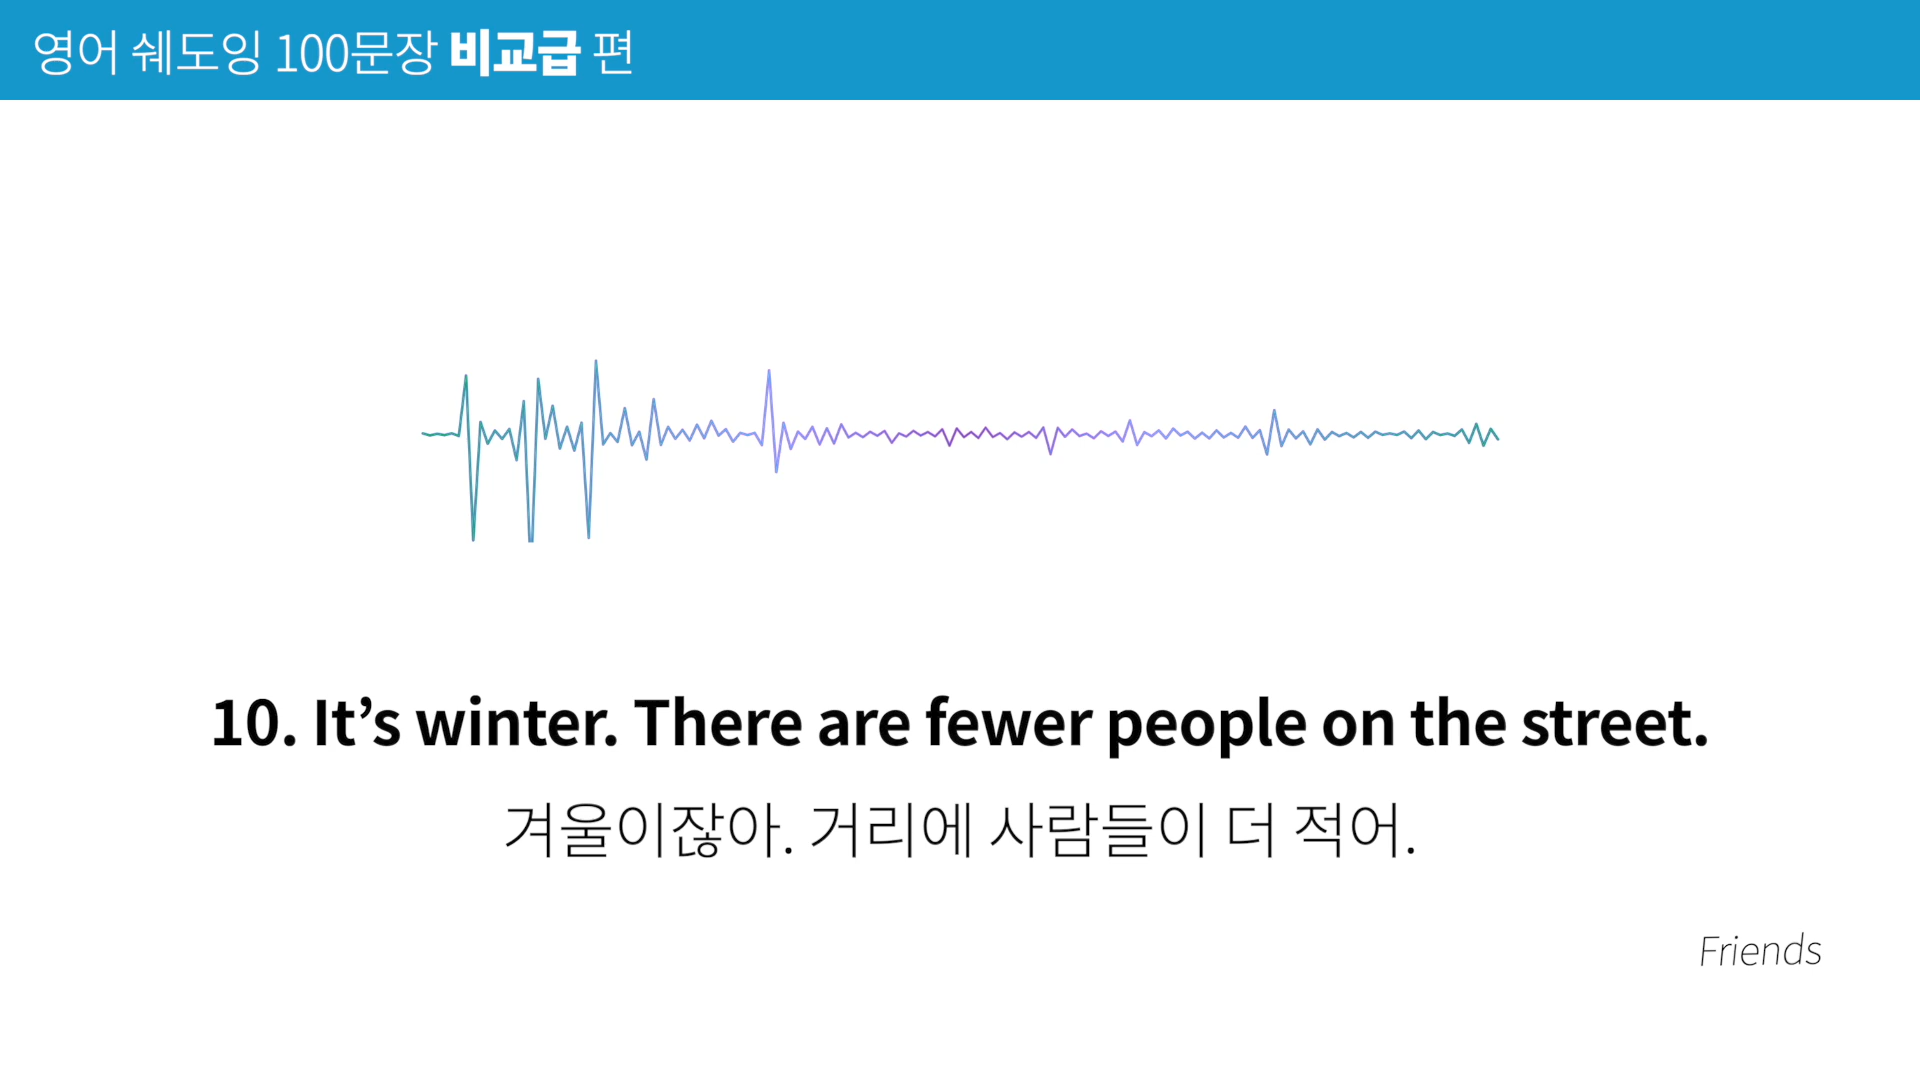 영어 쉐도잉 100문장 비교급 편
10. It’s winter. There are fewer people on the street.
겨울이잖아. 거리에 사람들이 더 적어.
Friends